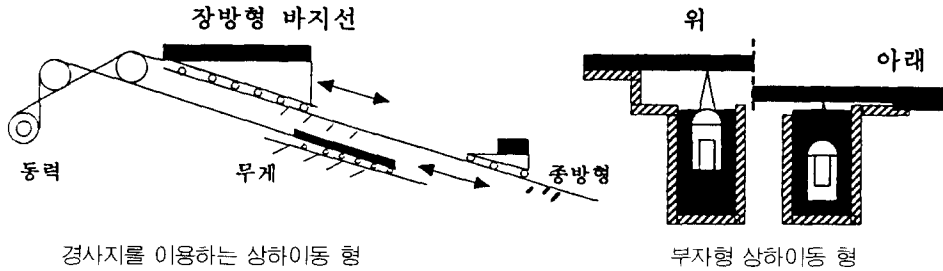 장방형 바지선
위
아래
동력
무게
종방형
경사지를 이용하는 상하이동 형
부자형 상하이동 형